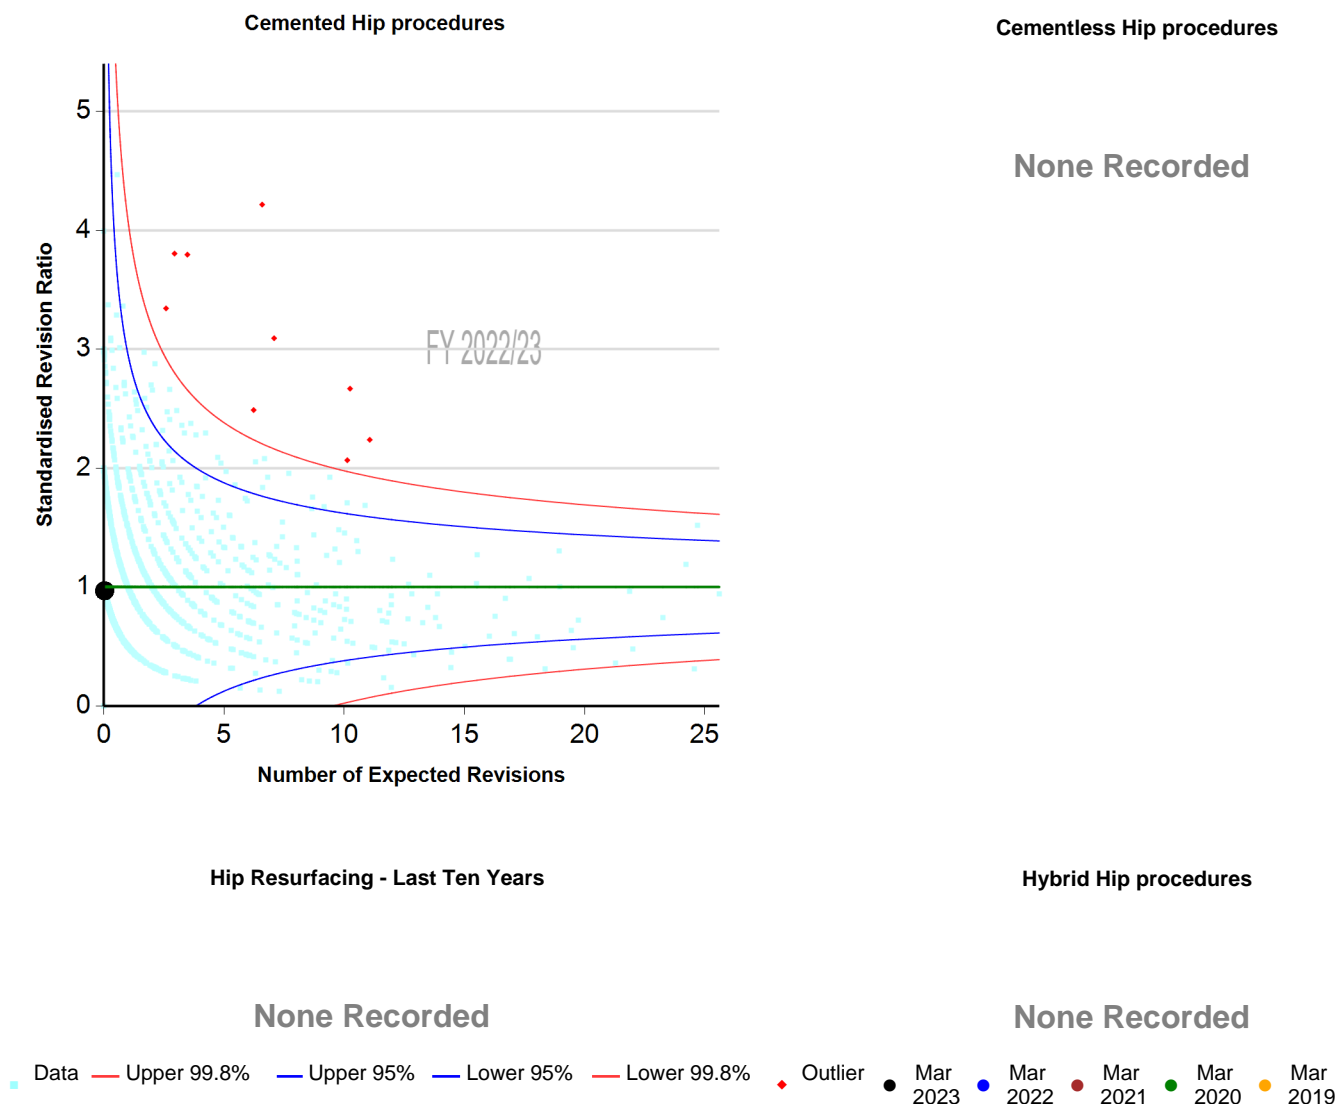 Cemented Hip procedures
Cementless Hip procedures
None Recorded
5
4
3
2
1
0
Standardised Revision Ratio
FY 2022/23
0 5 10 15 20 25
Number of Expected Revisions
Hip Resurfacing - Last Ten Years
Hybrid Hip procedures
None Recorded
None Recorded
Data Upper 99.8% Upper 95% Lower 95% Lower 99.8% Outlier Mar Mar Mar Mar Mar
2023 2022 2021 2020 2019